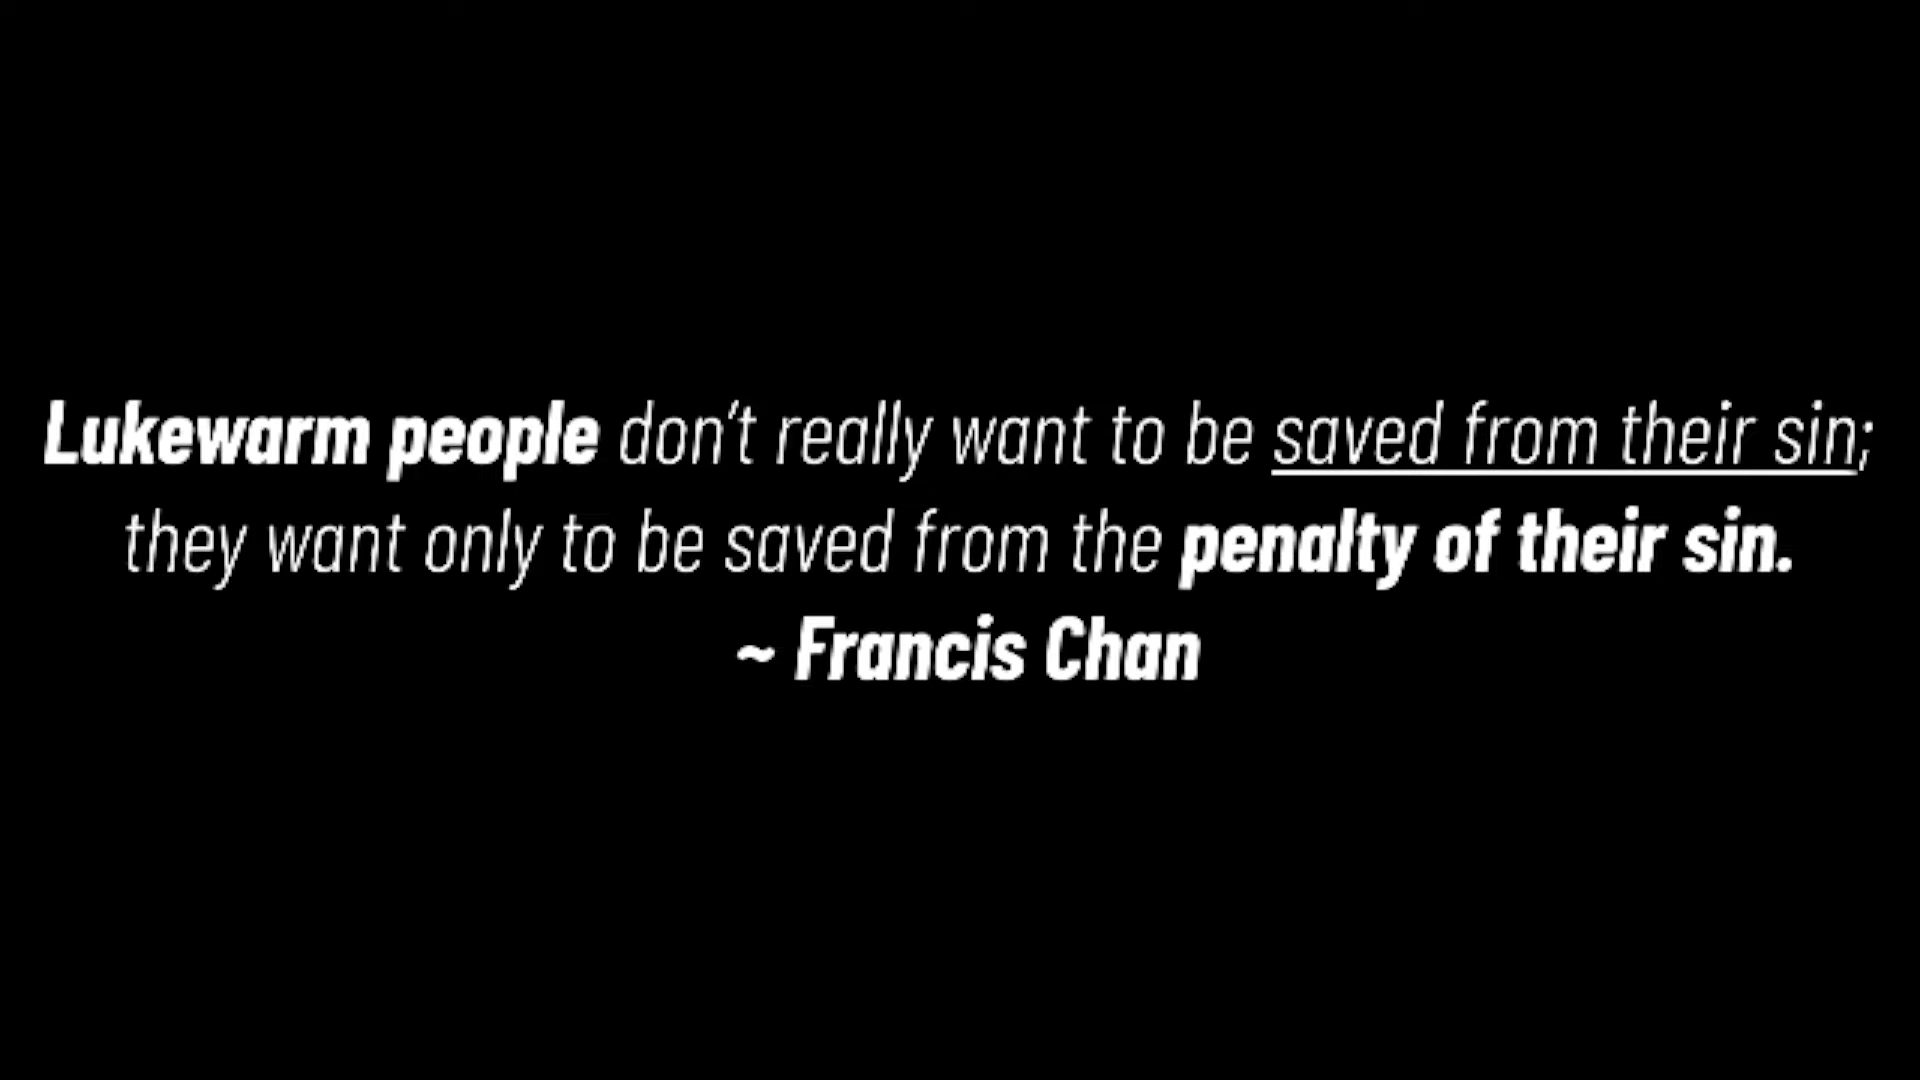 Lukewarm people don't really want to be saved from their sin;
they want only to be saved from the penalty of their sin.
~ Francis Chan